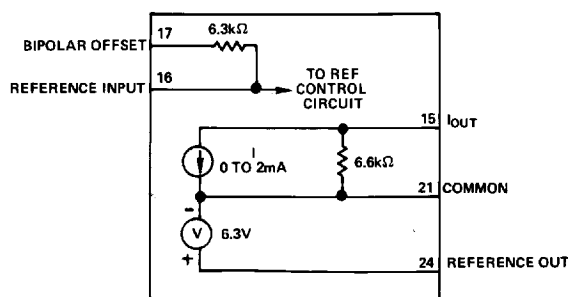 17
6.3kΩ
BIPOLAR OFFSET
16
REFERENCE INPUT
TO REF
CONTROL
CIRCUIT
15
IOUT
I
0 TO 2mA
6.6kΩ
21
COMMON
-
V
6.3V
+
24
REFERENCE OUT